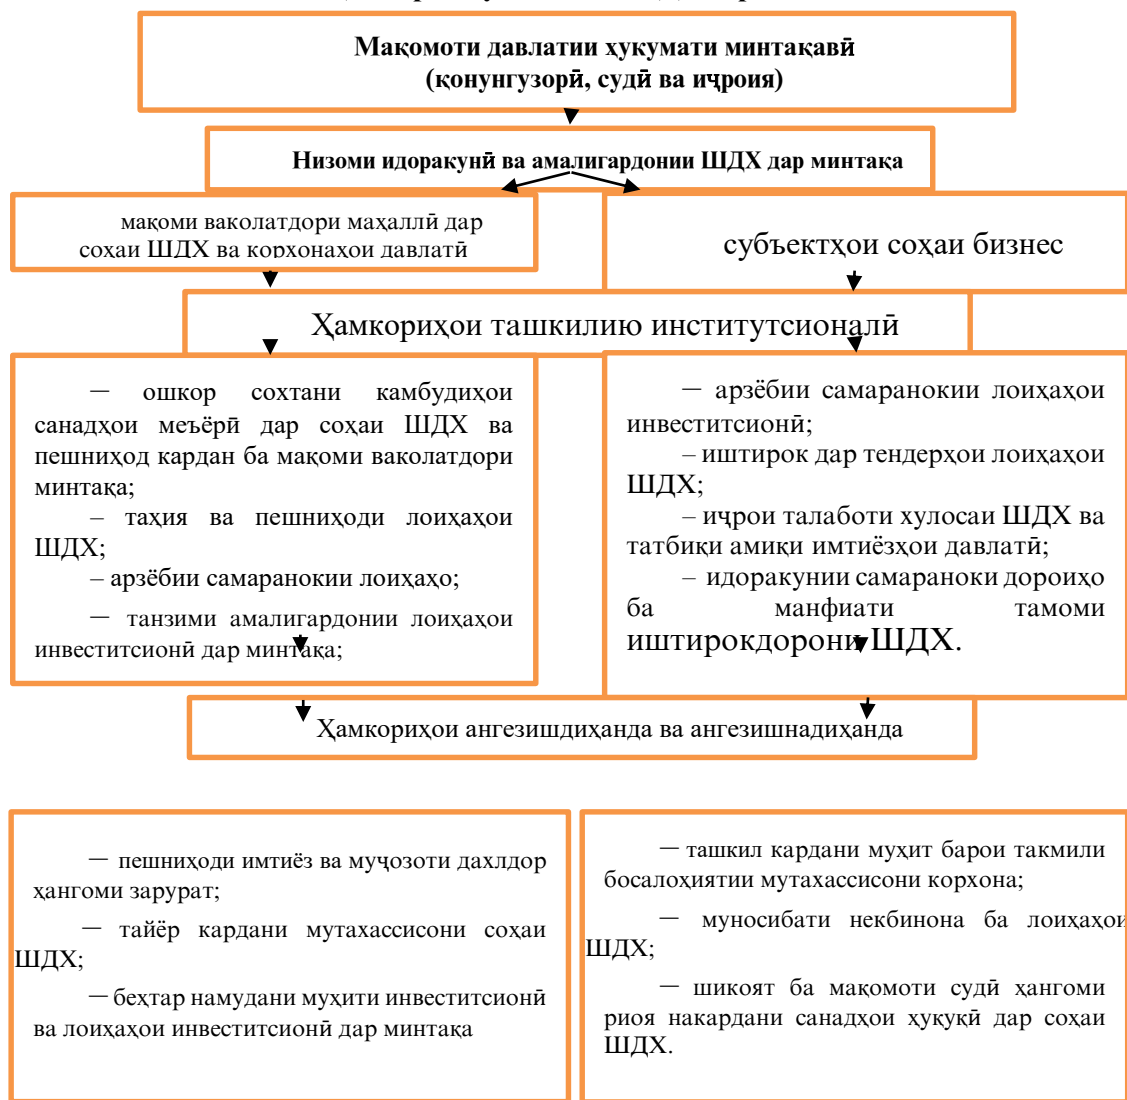 Мақомоти давлатии ҳукумати минтақавӣ
(қонунгузорӣ, судӣ ва иҷроия)
Низоми идоракунӣ ва амалигардонии ШДХ дар минтақа
мақоми ваколатдори маҳаллӣ дар
соҳаи ШДХ ва корхонаҳои давлатӣ
субъектҳои соҳаи бизнес
Ҳамкориҳои ташкилию институтсионалӣ
— ошкор сохтани камбудиҳои
санадҳои меъёрӣ дар соҳаи ШДХ ва
пешниҳод кардан ба мақоми ваколатдори
минтақа;
– таҳия ва пешниҳоди лоиҳаҳои
ШДХ;
– арзёбии самаранокии лоиҳаҳо;
— танзими амалигардонии лоиҳаҳои
инвеститсионӣ дар минтақа;
— арзёбии самаранокии лоиҳаҳои
инвеститсионӣ;
– иштирок дар тендерҳои лоиҳаҳои
ШДХ;
– иҷрои талаботи хулосаи ШДХ ва
татбиқи амиқи имтиёзҳои давлатӣ;
– идоракунии самараноки дороиҳо
ба манфиати тамоми
иштирокдорони ШДХ.
Ҳамкориҳои ангезишдиҳанда ва ангезишнадиҳанда
— пешниҳоди имтиёз ва муҷозоти дахлдор
ҳангоми зарурат;
— тайёр кардани мутахассисони соҳаи
ШДХ;
— беҳтар намудани муҳити инвеститсионӣ
ва лоиҳаҳои инвеститсионӣ дар минтақа
— ташкил кардани муҳит барои такмили
босалоҳиятии мутахассисони корхона;
— муносибати некбинона ба лоиҳаҳои
ШДХ;
— шикоят ба мақомоти судӣ ҳангоми
риоя накардани санадҳои ҳуқуқӣ дар соҳаи
ШДХ.